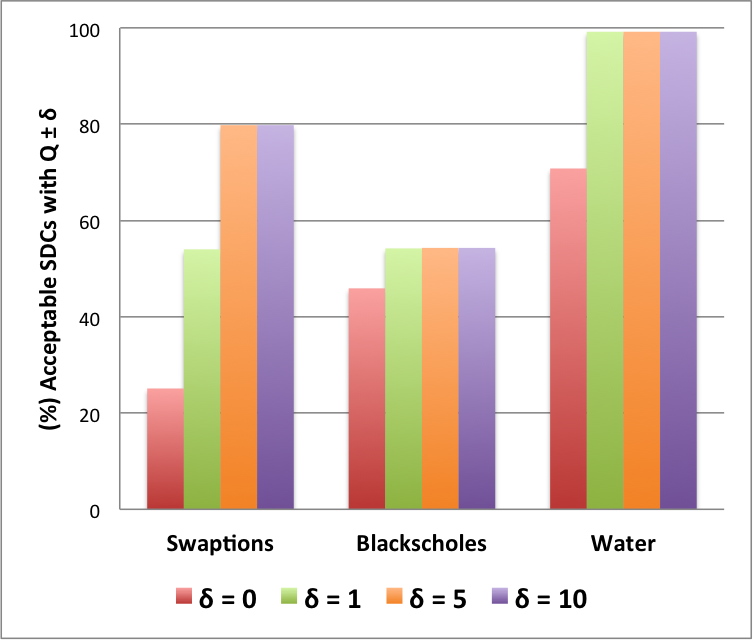 (%) Acceptable SDCs with Q ± δ
100
80
60
40
20
0
Swaptions Blackscholes Water
δ = 0 δ = 1 δ = 5 δ = 10